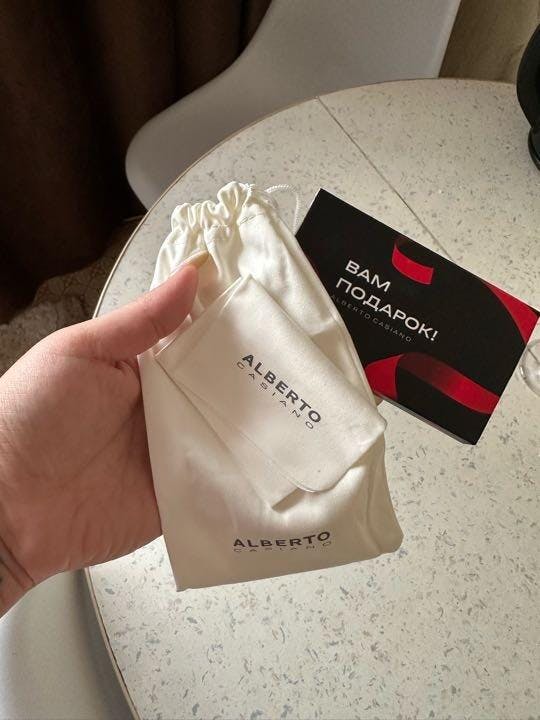 ВАМ
ПОДАРОК!
ALBERTO CASIANO
ALBERTO
CASIANO
ALBERTO
CASIANO